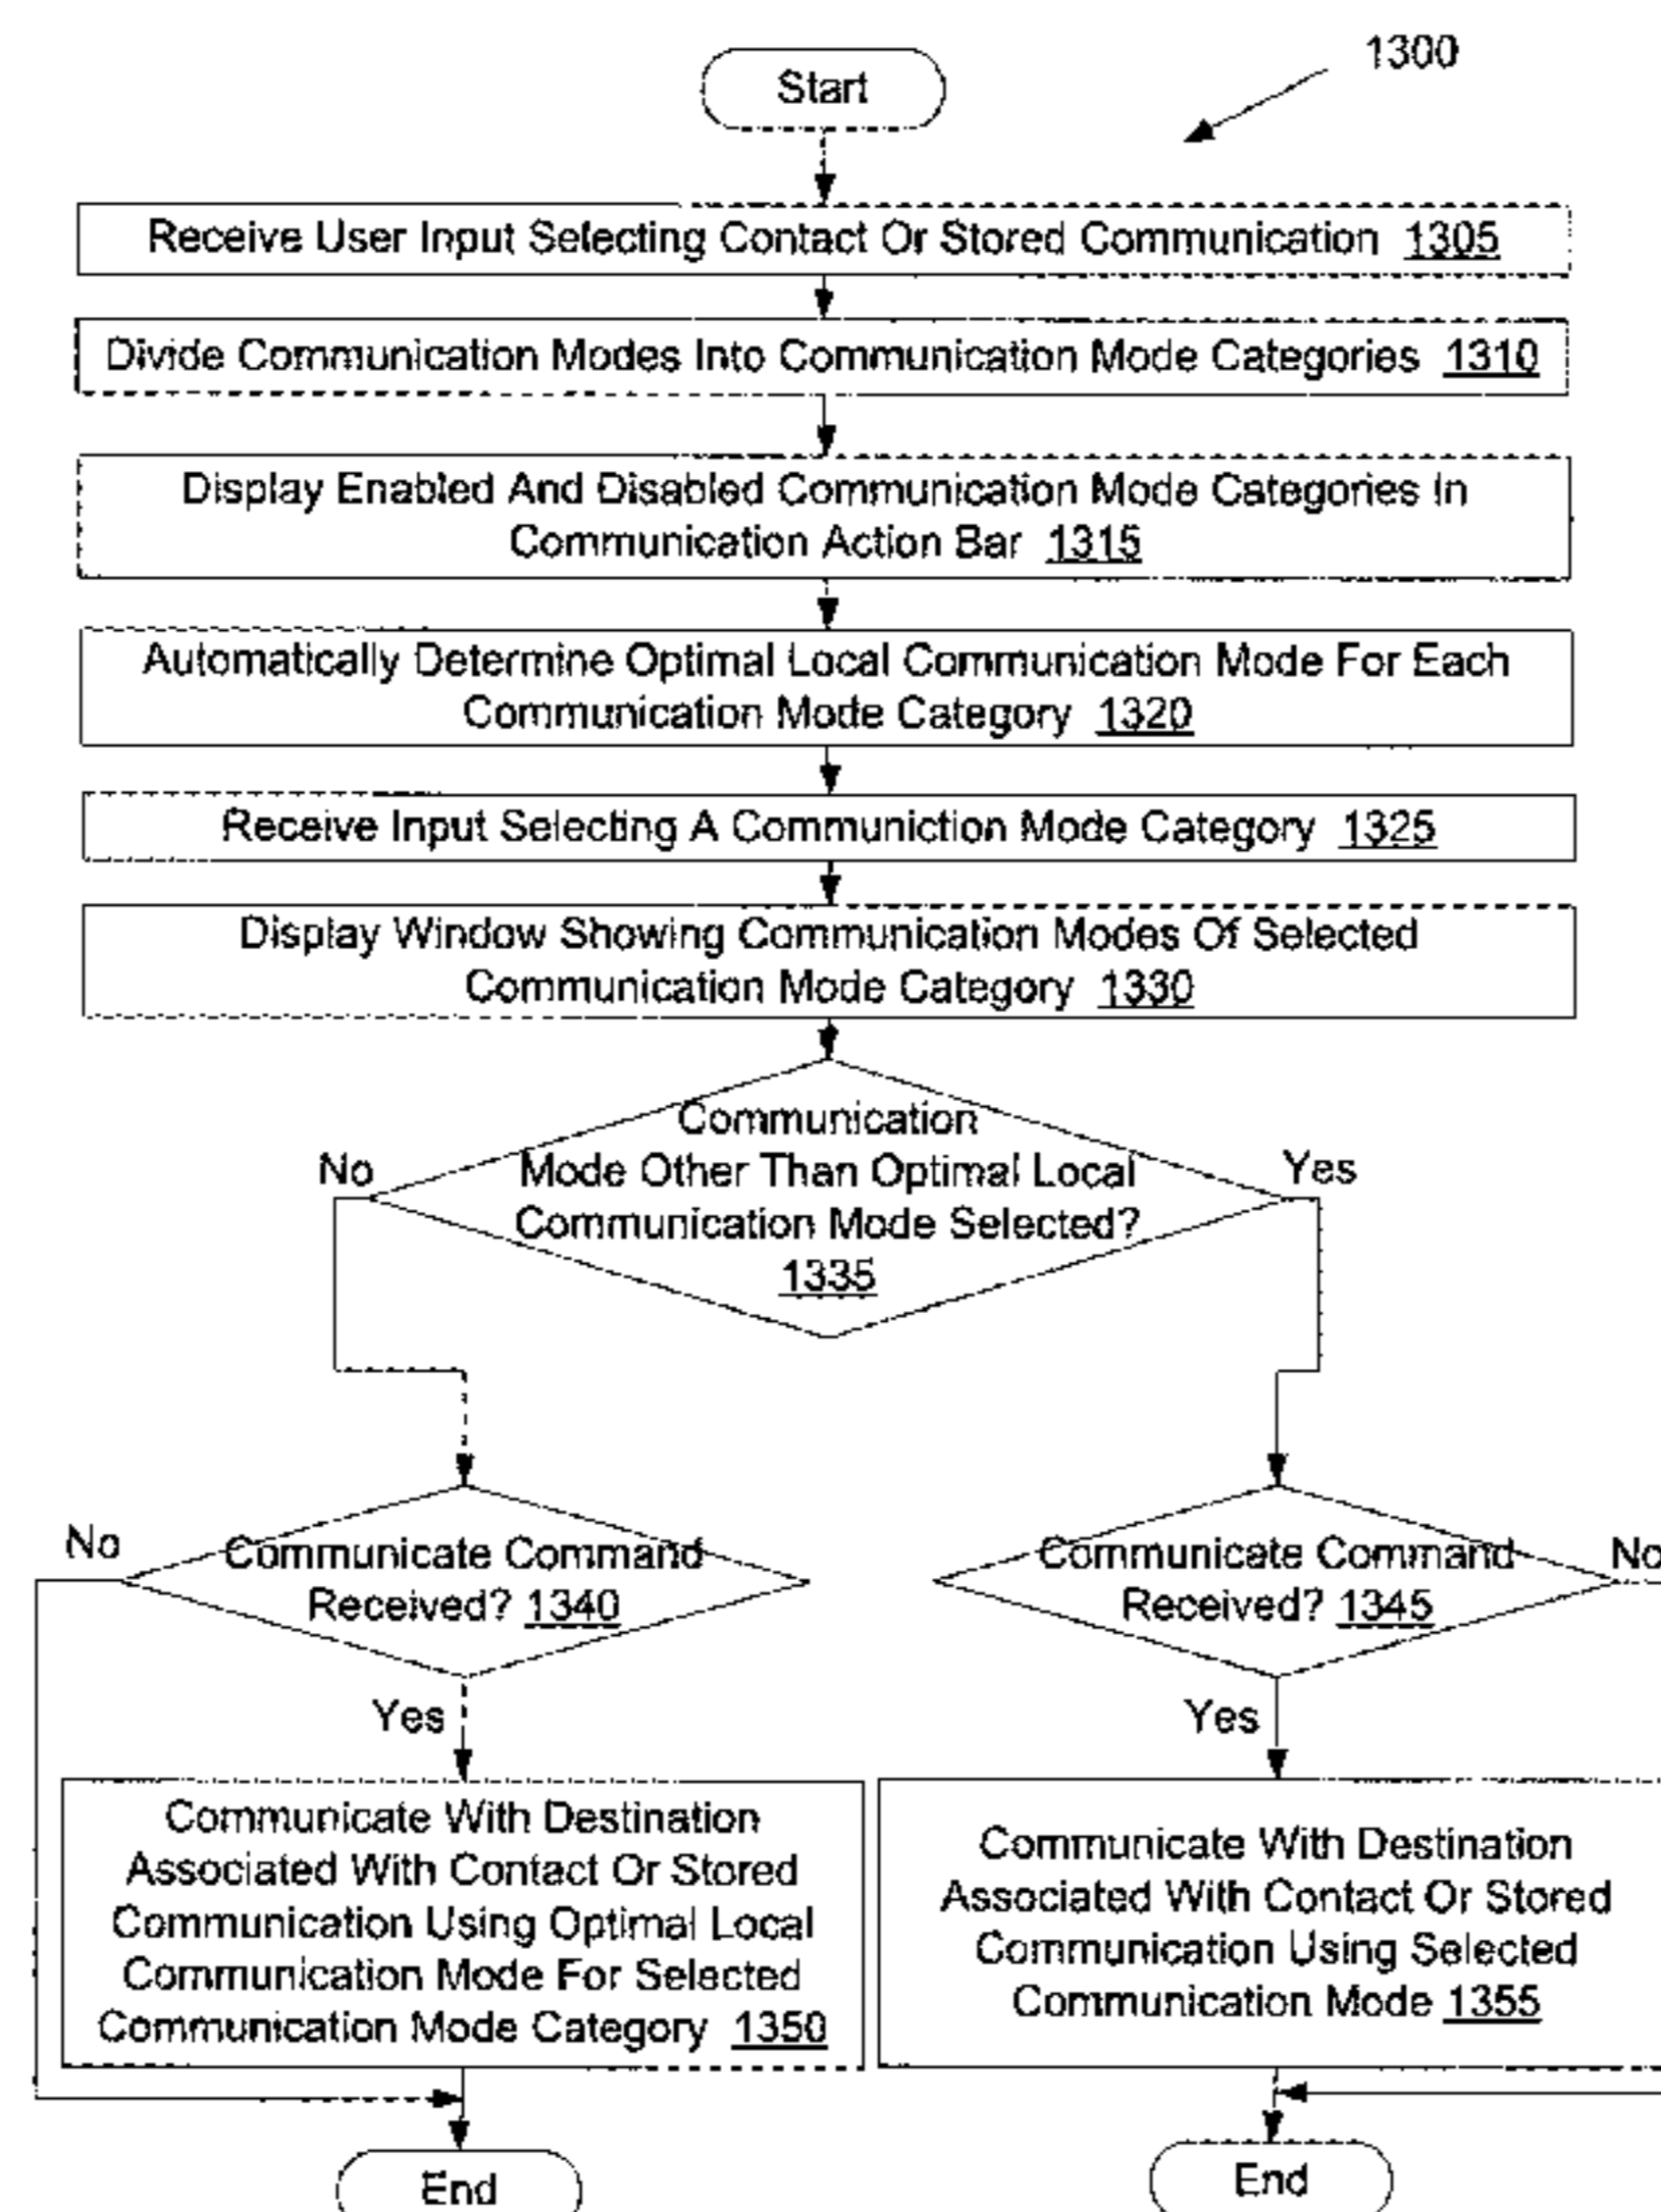 1300
Start
Receive User Input Selecting Contact Or Stored Communication 1305
Divide Communication Modes Into Communication Mode Categories 1310
Display Enabled And Disabled Communication Mode Categories In
Communication Action Bar 1315
Automatically Determine Optimal Local Communication Mode For Each
Communication Mode Category 1320
Receive Input Selecting A Communiction Mode Category 1325
Display Window Showing Communication Modes Of Selected
Communication Mode Category 1330
Communication
Mode Other Than Optimal Local
Communication Mode Selected?
1335
No
Yes
No
Communicate Command
Received? 1340
Communicate Command
Received? 1345
No
Yes
Yes
Communicate With Destination
Associated With Contact Or Stored
Communication Using Optimal Local
Communication Mode For Selected
Communication Mode Category 1350
Communicate With Destination
Associated With Contact Or Stored
Communication Using Selected
Communication Mode 1355
End
End